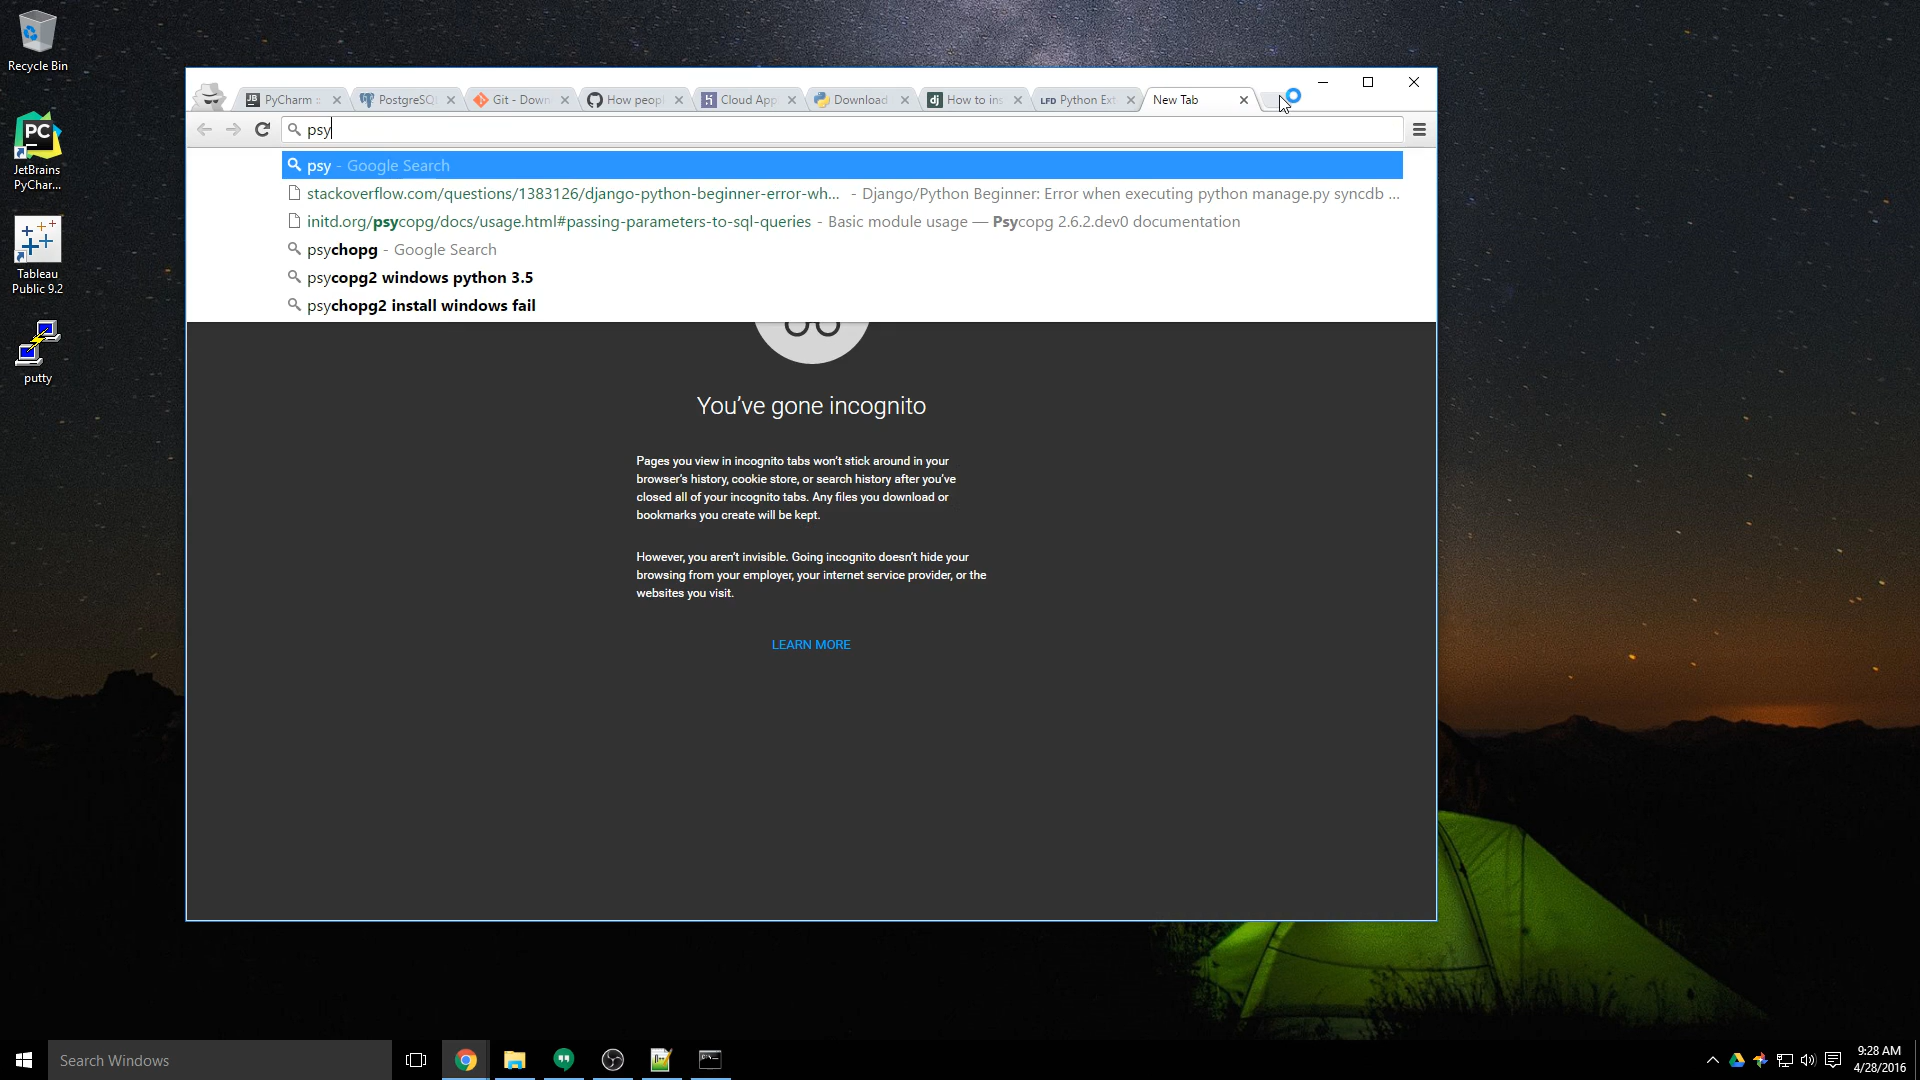 Recycle Bin
JetBrains
PyChar...
Tableau
Public 9.2
putty
PyCharm :
PostgreSQ
Git - Down
How peopl
Cloud App
Download
How to ins
LFD Python Ext
New Tab
psy
psy - Google Search
stackoverflow.com/questions/1383126/django-python-beginner-error-wh... - Django/Python Beginner: Error when executing python manage.py syncdb ...
initd.org/psycopg/docs/usage.html#passing-parameters-to-sql-queries - Basic module usage — Psycopg 2.6.2.dev0 documentation
psychopg - Google Search
psycopg2 windows python 3.5
psychopg2 install windows fail
You've gone incognito
Pages you view in incognito tabs won't stick around in your
browser's history, cookie store, or search history after you've
closed all of your incognito tabs. Any files you download or
bookmarks you create will be kept.
However, you aren't invisible. Going incognito doesn't hide your
browsing from your employer, your internet service provider, or the
websites you visit.
LEARN MORE
Search Windows
9:28 AM
4/28/2016